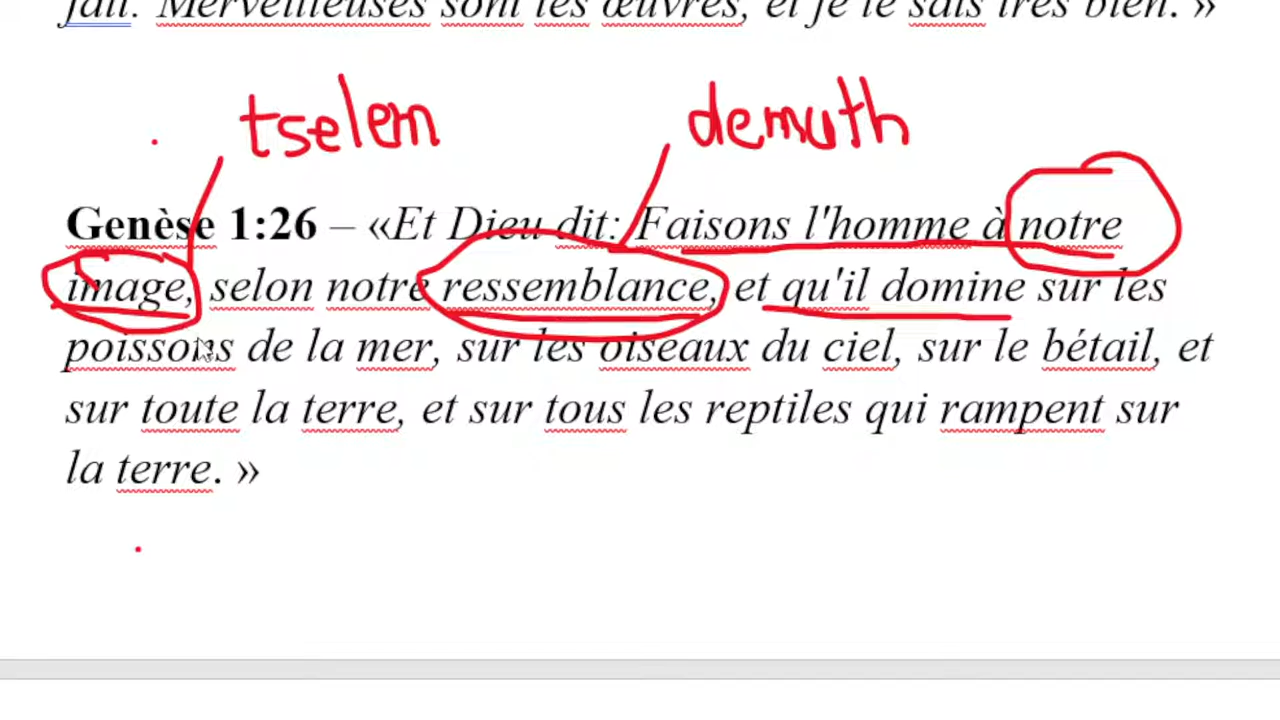 fait. Merveilleuses sont tes œuvres, et je le sais très bien. »
tselem demuth
Genèse 1:26 – «Et Dieu dit: Faisons l'homme à notre
image, selon notre ressemblance, et qu'il domine sur les
poissons de la mer, sur les oiseaux du ciel, sur le bétail, et
sur toute la terre, et sur tous les reptiles qui rampent sur
la terre. »